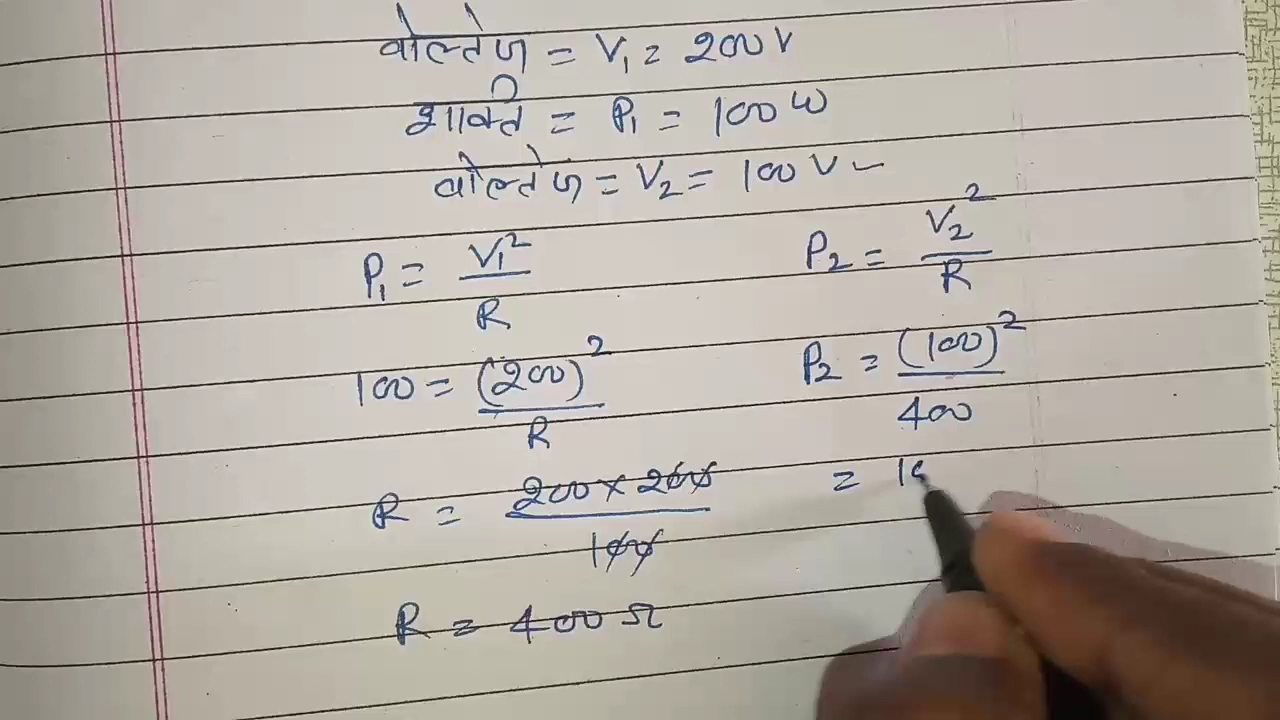 वोल्टेज = V₁ = 200 V
शक्ति = P₁ = 100 W
वोल्टेज = V₂ = 100 V –
P₁ = V₁² / R
100 = (200)² / R
R = 200 × 200 / 100
R = 400 Ω
P₂ = V₂² / R
P₂ = (100)² / 400
= 10